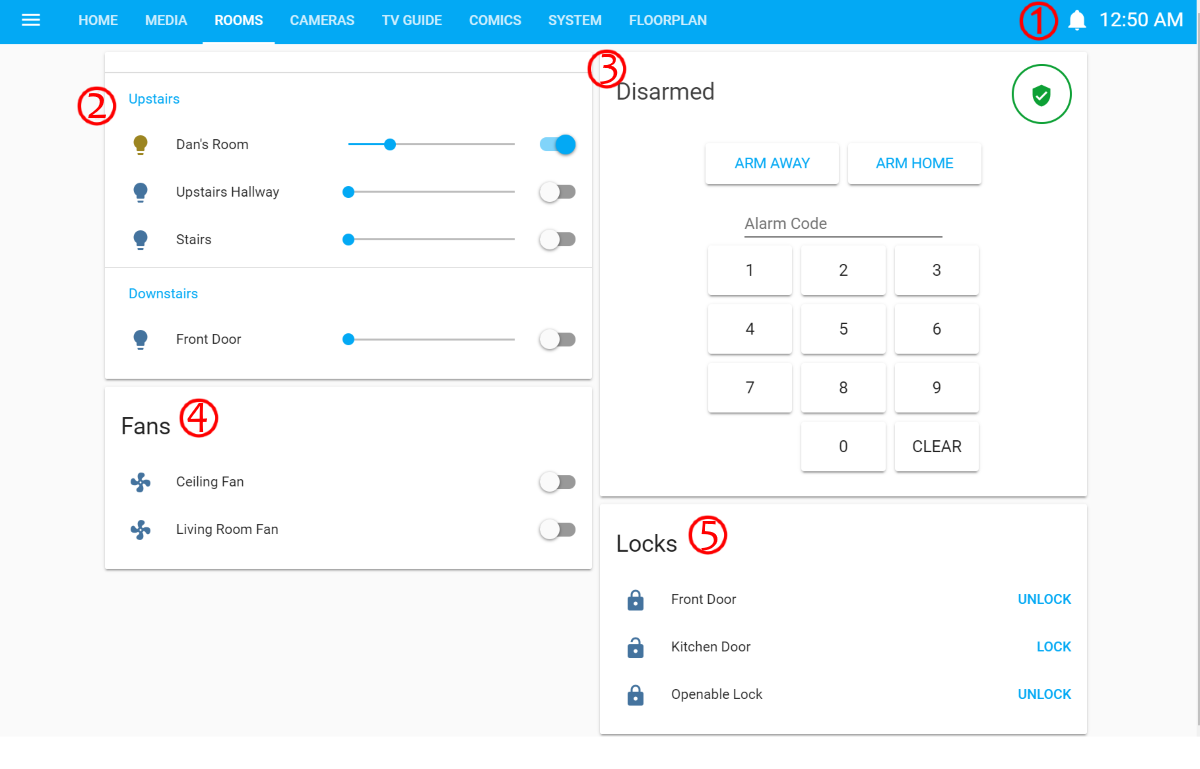 HOME MEDIA ROOMS CAMERAS TV GUIDE COMICS SYSTEM FLOORPLAN ① 12:50 AM
② Upstairs
Dan's Room
Upstairs Hallway
Stairs
Downstairs
Front Door
Fans ④
Ceiling Fan
Living Room Fan
③
Disarmed
ARM AWAY ARM HOME
Alarm Code
1 2 3
4 5 6
7 8 9
0 CLEAR
Locks ⑤
Front Door UNLOCK
Kitchen Door LOCK
Openable Lock UNLOCK